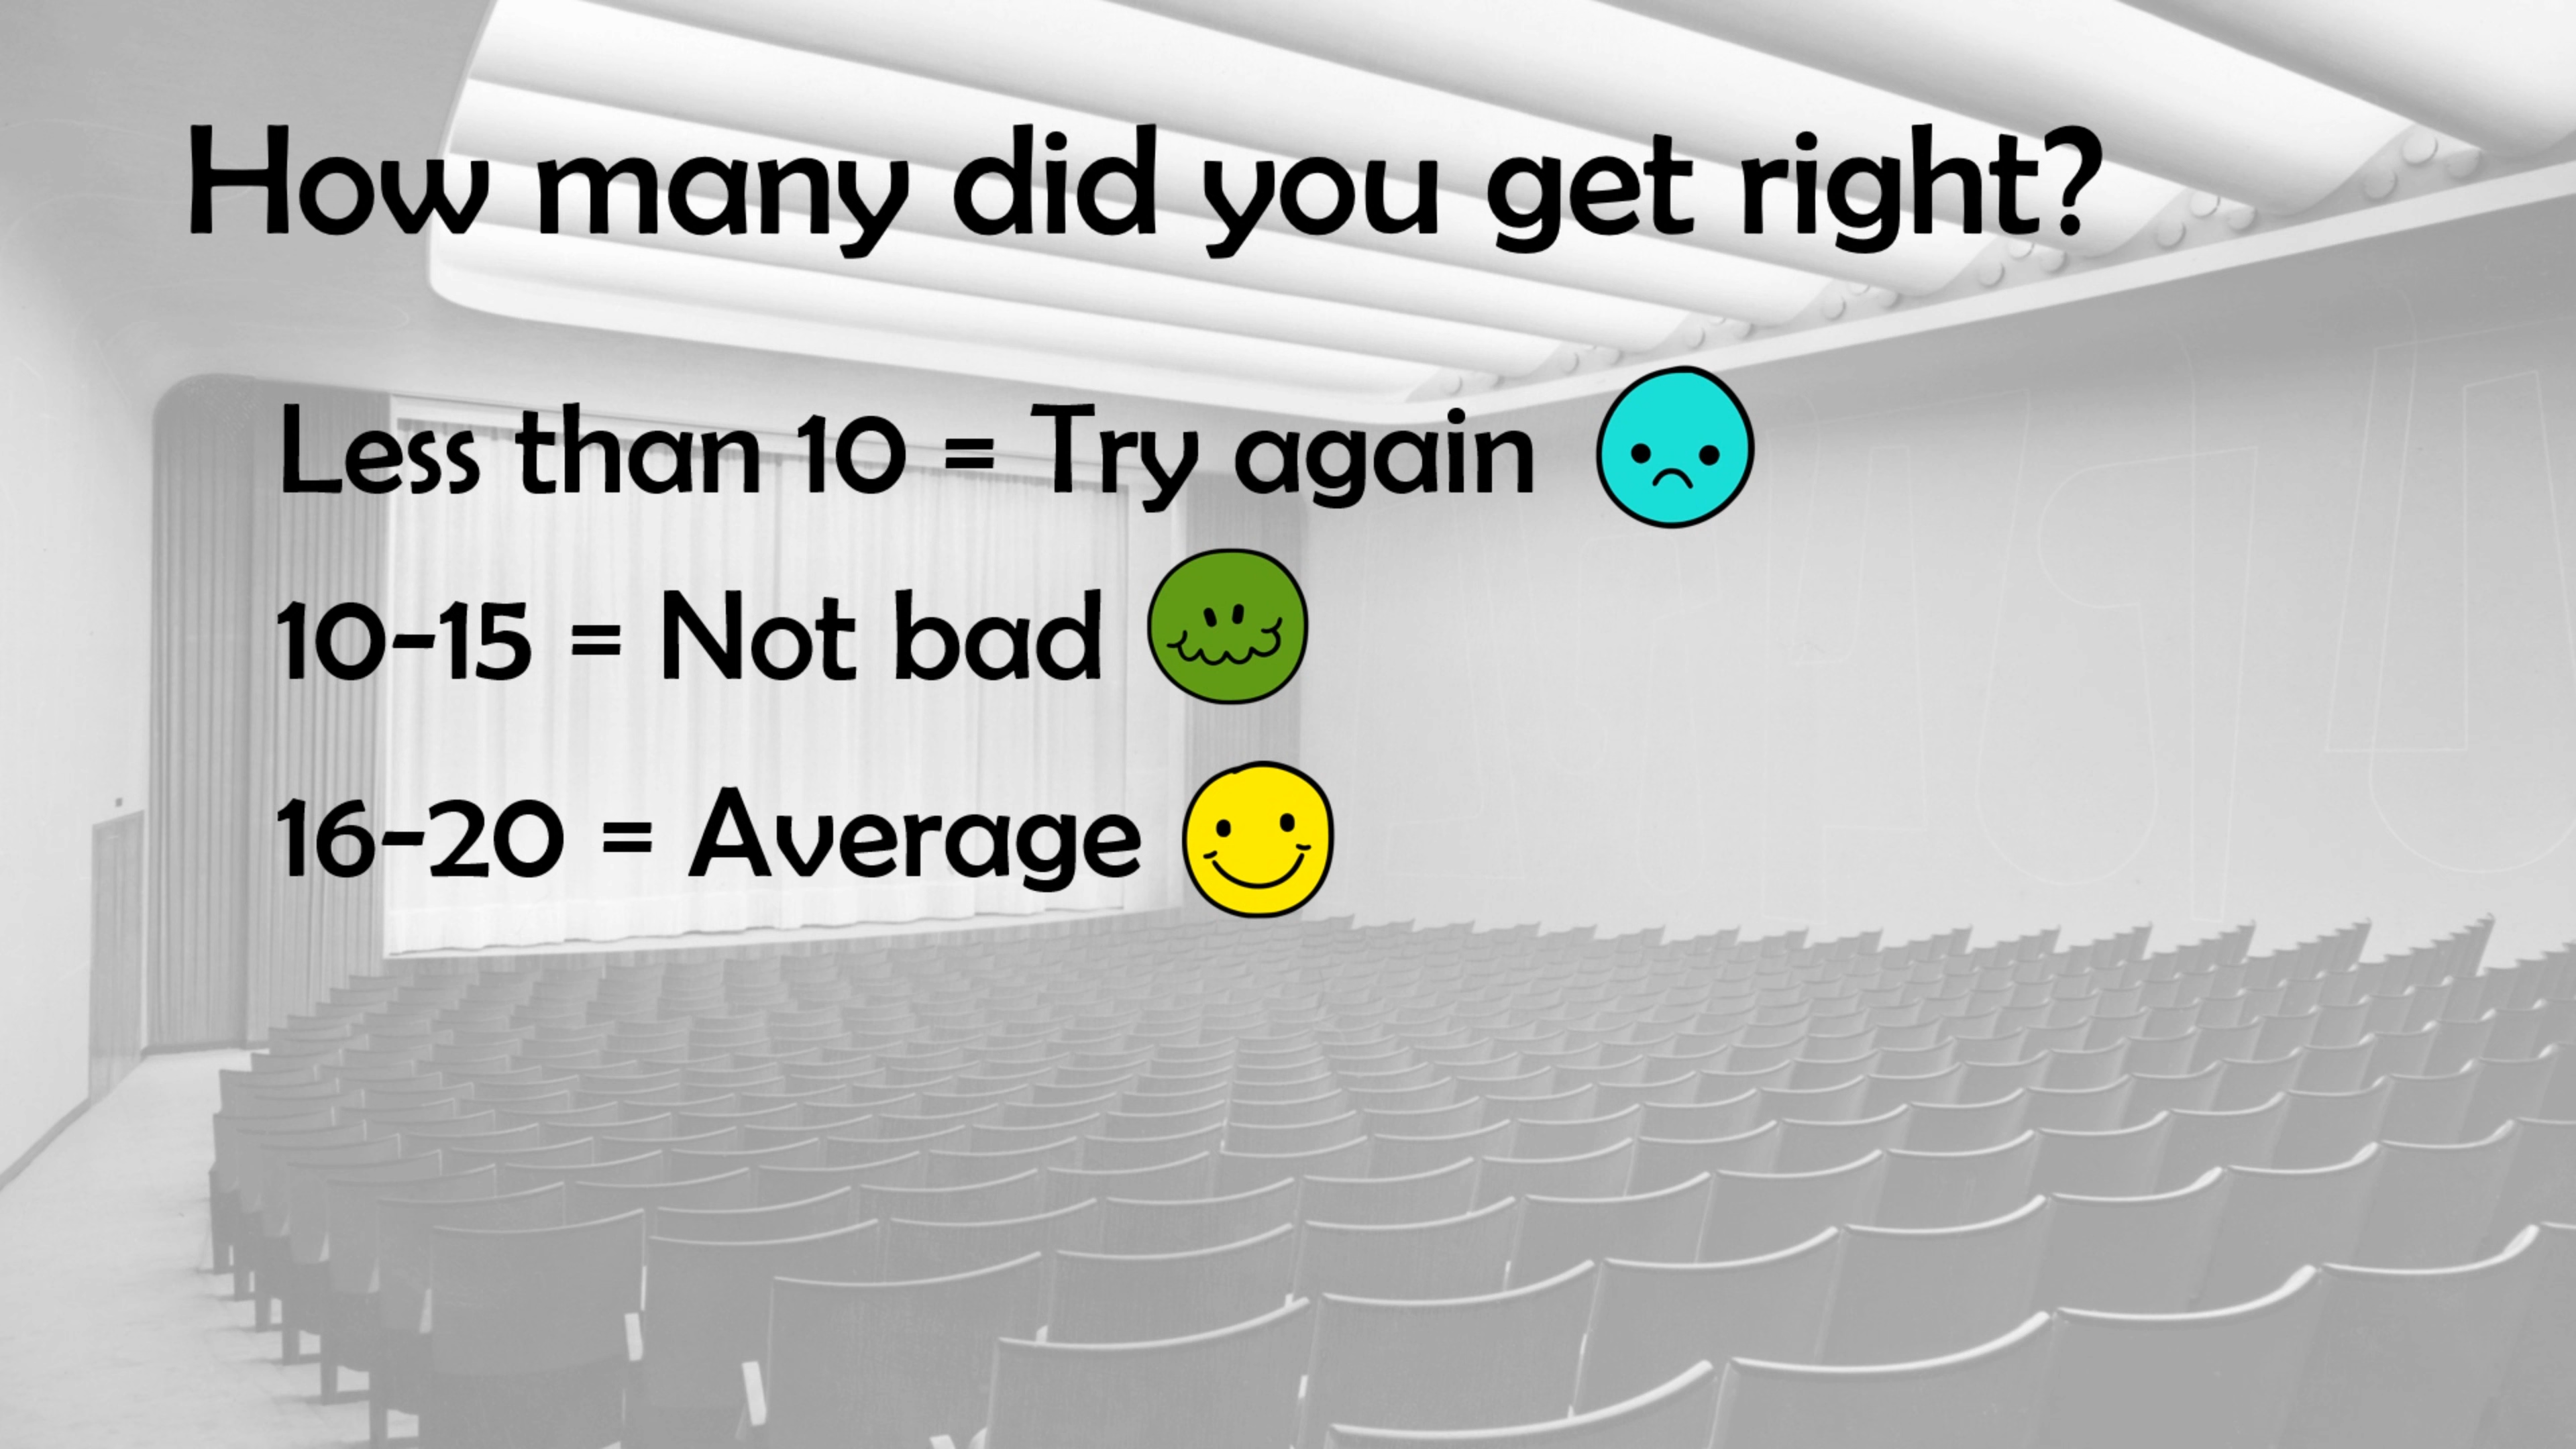 How many did you get right?
Less than 10 = Try again
10-15 = Not bad
16-20 = Average